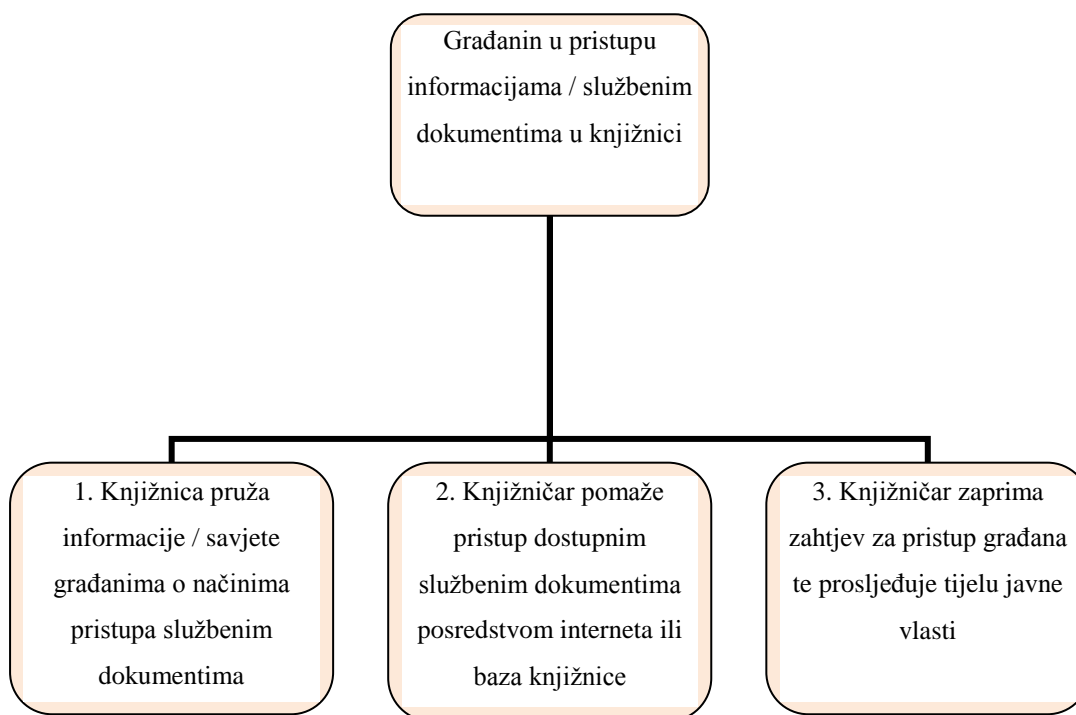 Građanin u pristupu
informacijama / službenim
dokumentima u knjižnici
1. Knjižnica pruža
informacije / savjete
građanima o načinima
pristupa službenim
dokumentima
2. Knjižničar pomaže
pristup dostupnim
službenim dokumentima
posredstvom interneta ili
baza knjižnice
3. Knjižničar zaprima
zahtjev za pristup građana
te prosljeđuje tijelu javne
vlasti